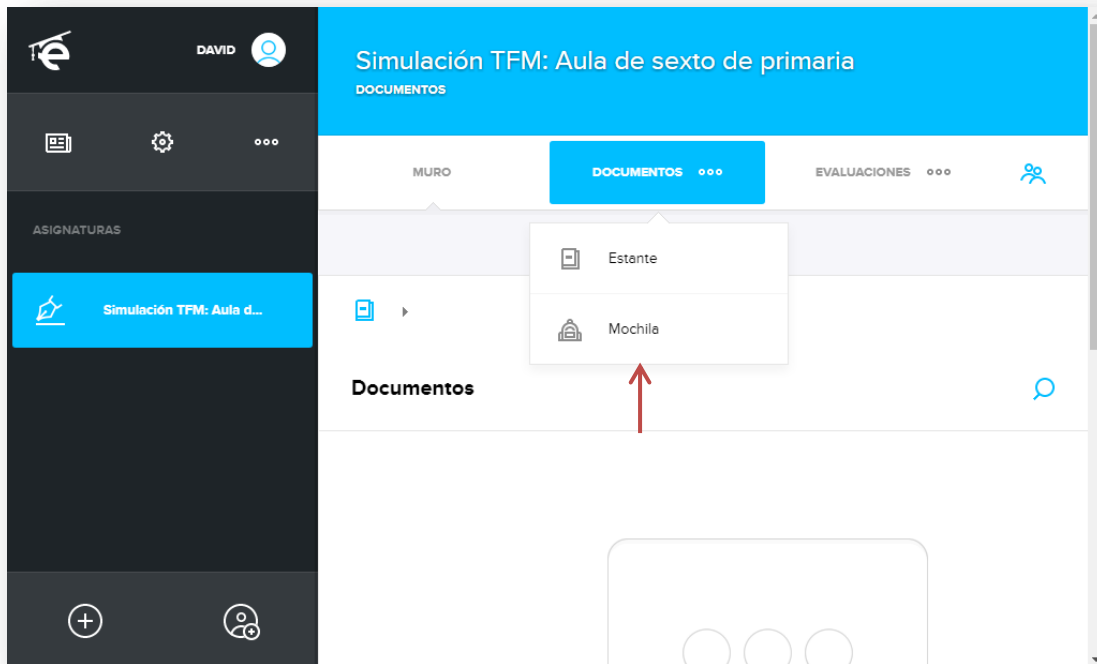 DAVID
Simulación TFM: Aula de sexto de primaria
DOCUMENTOS
MURO
DOCUMENTOS
EVALUACIONES
ASIGNATURAS
Estante
Simulación TFM: Aula d...
Mochila
Documentos